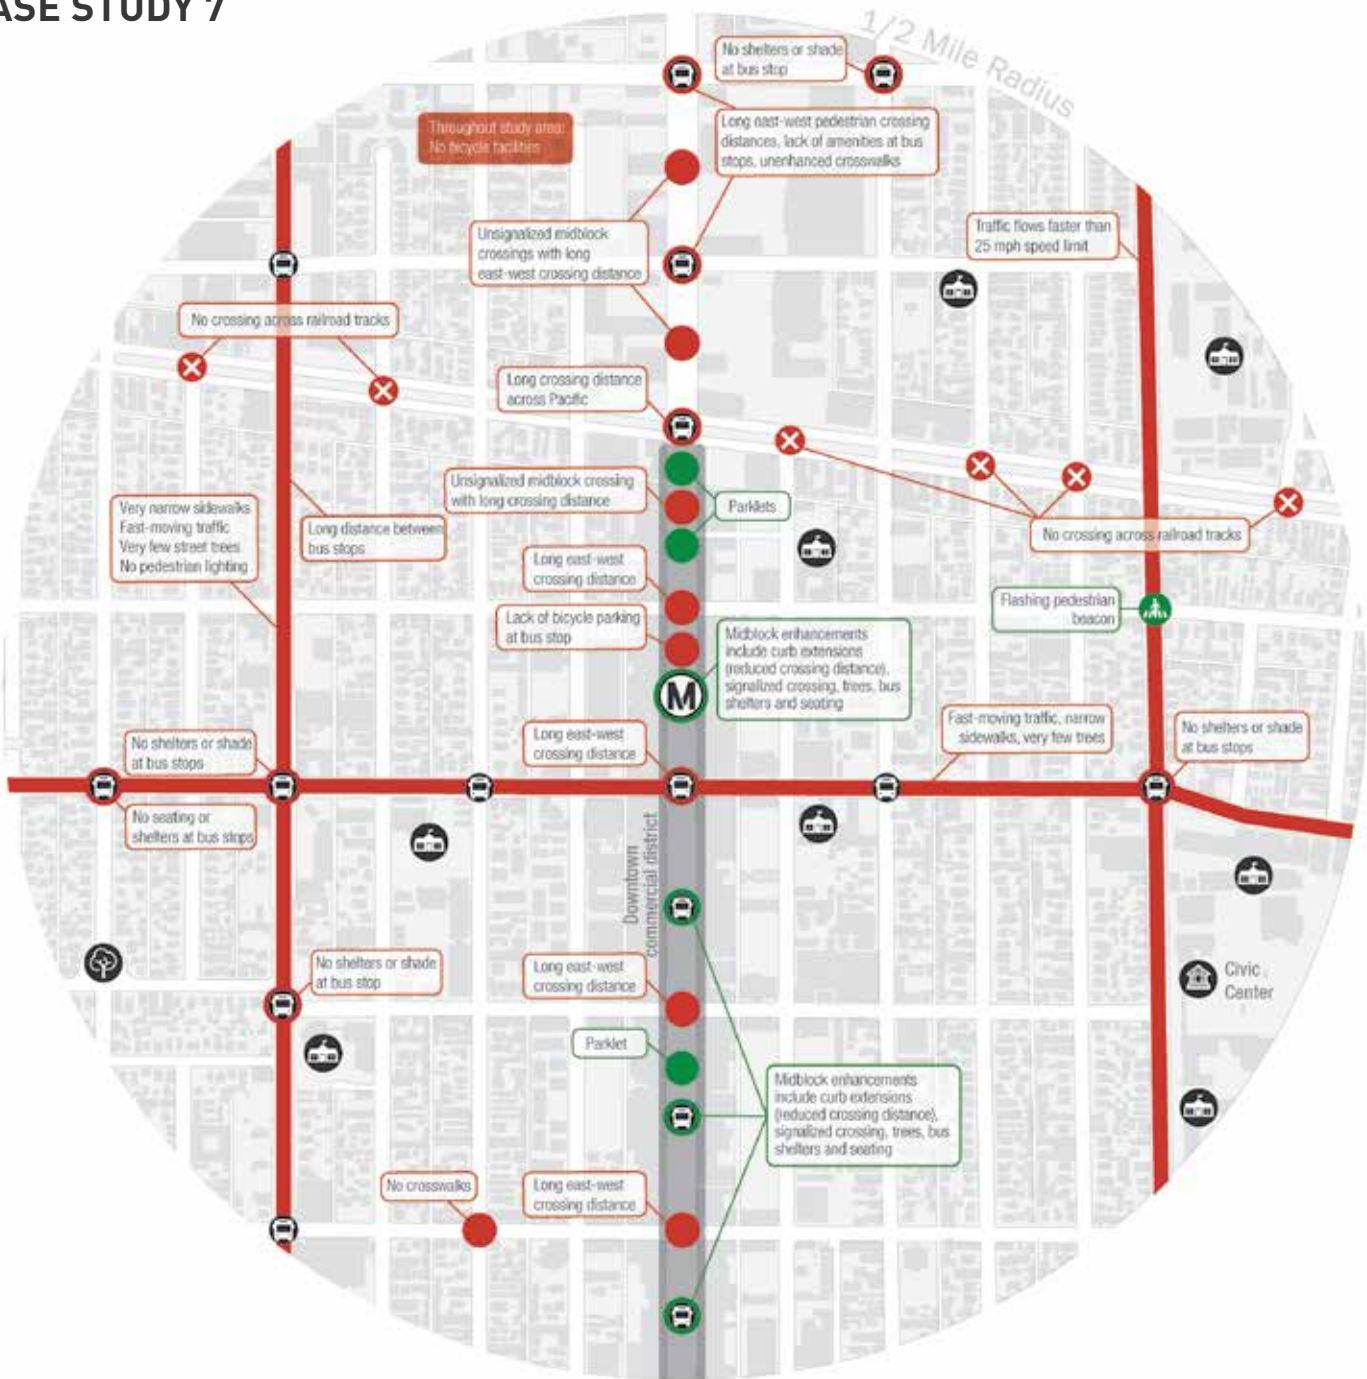 ASE STUDY 7
1/2 Mile Radius
No shelters or shade
at bus stop
Throughout study area:
No bicycle facilities
Long east-west pedestrian crossing
distances, lack of amenities at bus
stops, unenhanced crosswalks
Unsignalized midblock
crossings with long
east-west crossing distance
Traffic flows faster than
25 mph speed limit
No crossing across railroad tracks
Long crossing distance
across Pacific
Unsignalized midblock crossing
with long crossing distance
Parklets
Very narrow sidewalks
Fast-moving traffic
Very few street trees
No pedestrian lighting
Long distance between
bus stops
No crossing across railroad tracks
Long east-west
crossing distance
Flashing pedestrian
beacon
Lack of bicycle parking
at bus stop
Midblock enhancements
include curb extensions
(reduced crossing distance),
signalized crossing, trees, bus
shelters and seating
M
Fast-moving traffic, narrow
sidewalks, very few trees
No shelters or shade
at bus stops
Long east-west
crossing distance
No shelters or shade
at bus stops
No seating or
shelters at bus stops
Downtown
commercial district
No shelters or shade
at bus stop
Long east-west
crossing distance
Civic
Center
Parklet
Midblock enhancements
include curb extensions
(reduced crossing distance),
signalized crossing, trees, bus
shelters and seating
No crosswalks
Long east-west
crossing distance